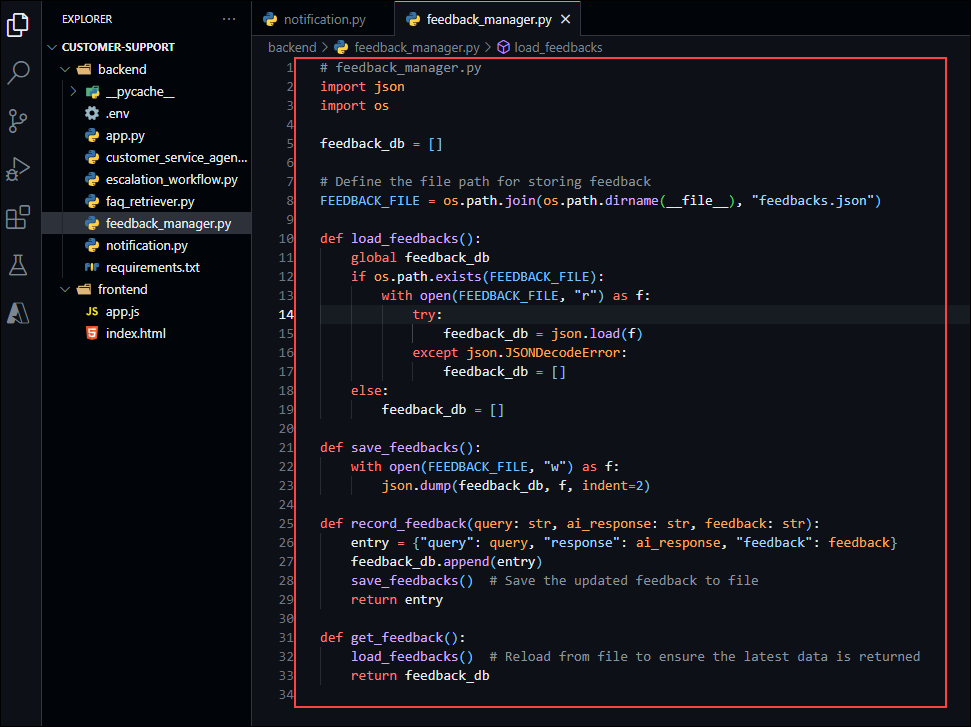 EXPLORER ...
CUSTOMER-SUPPORT
backend
__pycache__
.env
app.py
customer_service_agen...
escalation_workflow.py
faq_retriever.py
feedback_manager.py
notification.py
requirements.txt
frontend
JS app.js
index.html
notification.py feedback_manager.py
backend > feedback_manager.py > load_feedbacks
1 # feedback_manager.py
2 import json
3 import os
4
5 feedback_db = []
6
7 # Define the file path for storing feedback
8 FEEDBACK_FILE = os.path.join(os.path.dirname(__file__), "feedbacks.json")
9
10 def load_feedbacks():
11     global feedback_db
12     if os.path.exists(FEEDBACK_FILE):
13         with open(FEEDBACK_FILE, "r") as f:
14             try:
15                 feedback_db = json.load(f)
16             except json.JSONDecodeError:
17                 feedback_db = []
18     else:
19         feedback_db = []
20
21 def save_feedbacks():
22     with open(FEEDBACK_FILE, "w") as f:
23         json.dump(feedback_db, f, indent=2)
24
25 def record_feedback(query: str, ai_response: str, feedback: str):
26     entry = {"query": query, "response": ai_response, "feedback": feedback}
27     feedback_db.append(entry)
28     save_feedbacks()  # Save the updated feedback to file
29     return entry
30
31 def get_feedback():
32     load_feedbacks()  # Reload from file to ensure the latest data is returned
33     return feedback_db
34